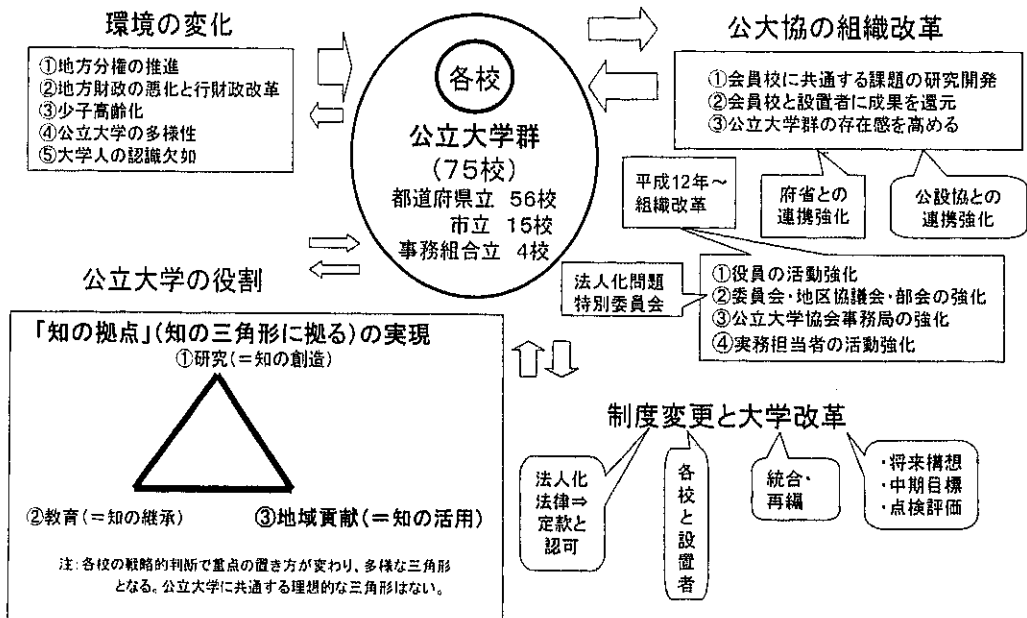 環境の変化
①地方分権の推進
②地方財政の悪化と行財政改革
③少子高齢化
④公立大学の多様性
⑤大学人の認識欠如
各校
公立大学群
(75校)
都道府県立 56校
市立 15校
事務組合立 4校
公大協の組織改革
①会員校に共通する課題の研究開発
②会員校と設置者に成果を還元
③公立大学群の存在感を高める
平成12年～
組織改革
府省との
連携強化
公設協との
連携強化
法人化問題
特別委員会
①役員の活動強化
②委員会・地区協議会・部会の強化
③公立大学協会事務局の強化
④実務担当者の活動強化
公立大学の役割
「知の拠点」(知の三角形に拠る)の実現
①研究(=知の創造)
②教育(=知の継承)
③地域貢献(=知の活用)
注:各校の戦略的判断で重点の置き方が変わり、多様な三角形
となる。公立大学に共通する理想的な三角形はない。
制度変更と大学改革
法人化
法律⇒
定款と
認可
各校と設置者
統合・
再編
・将来構想
・中期目標
・点検評価